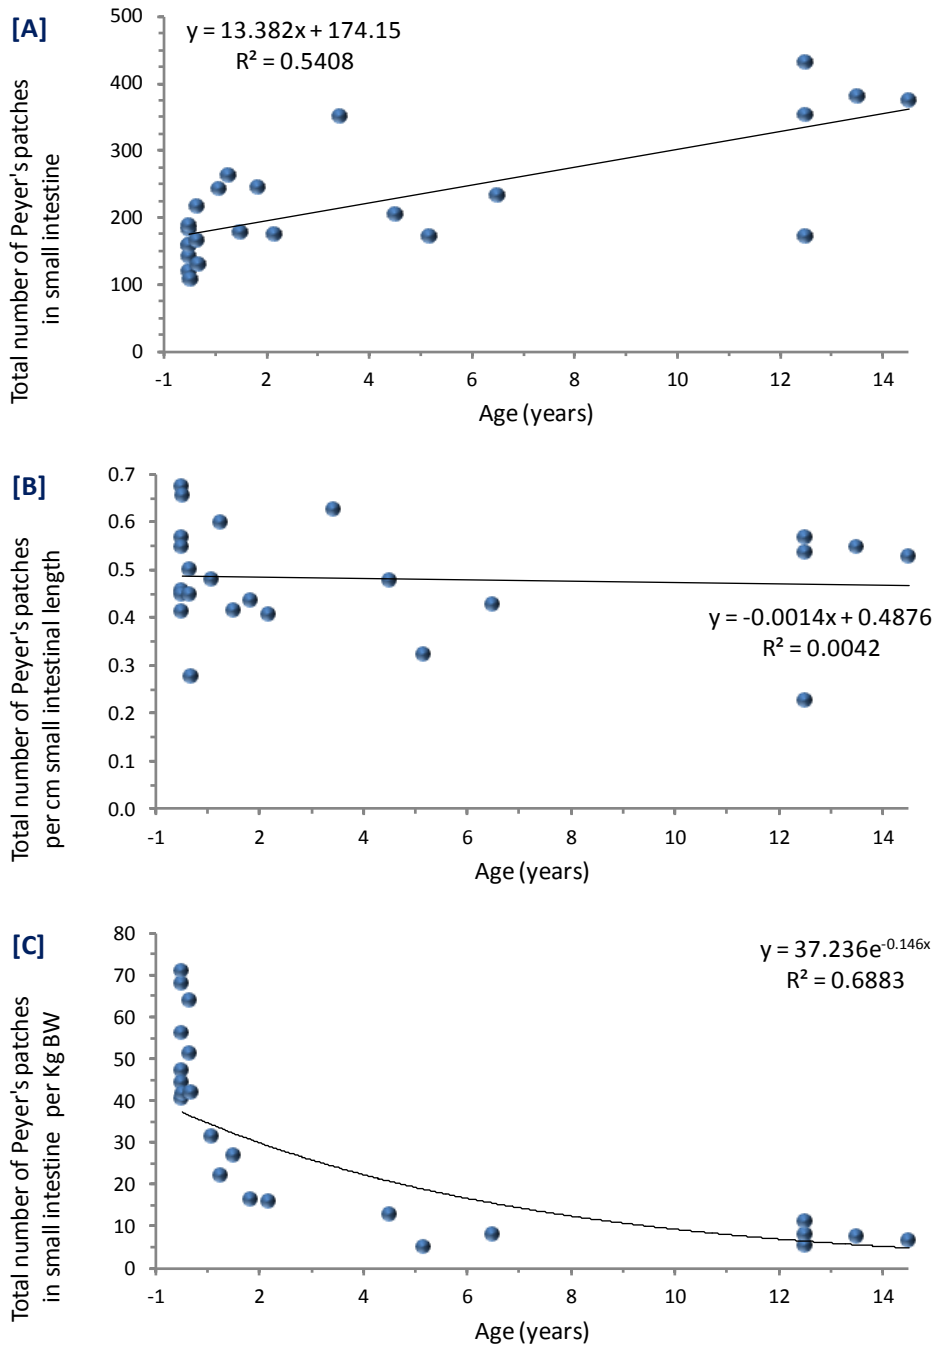 [A]
y = 13.382x + 174.15
R² = 0.5408
Total number of Peyer's patches
in small intestine
500
400
300
200
100
0
-1 2 4 6 8 10 12 14
Age (years)
[B]
Total number of Peyer's patches
per cm small intestinal length
0.7
0.6
0.5
0.4
0.3
0.2
0.1
0.0
y = -0.0014x + 0.4876
R² = 0.0042
-1 2 4 6 8 10 12 14
Age (years)
[C]
Total number of Peyer's patches
in small intestine per Kg BW
80
70
60
50
40
30
20
10
0
y = 37.236e^-0.146x
R² = 0.6883
-1 2 4 6 8 10 12 14
Age (years)